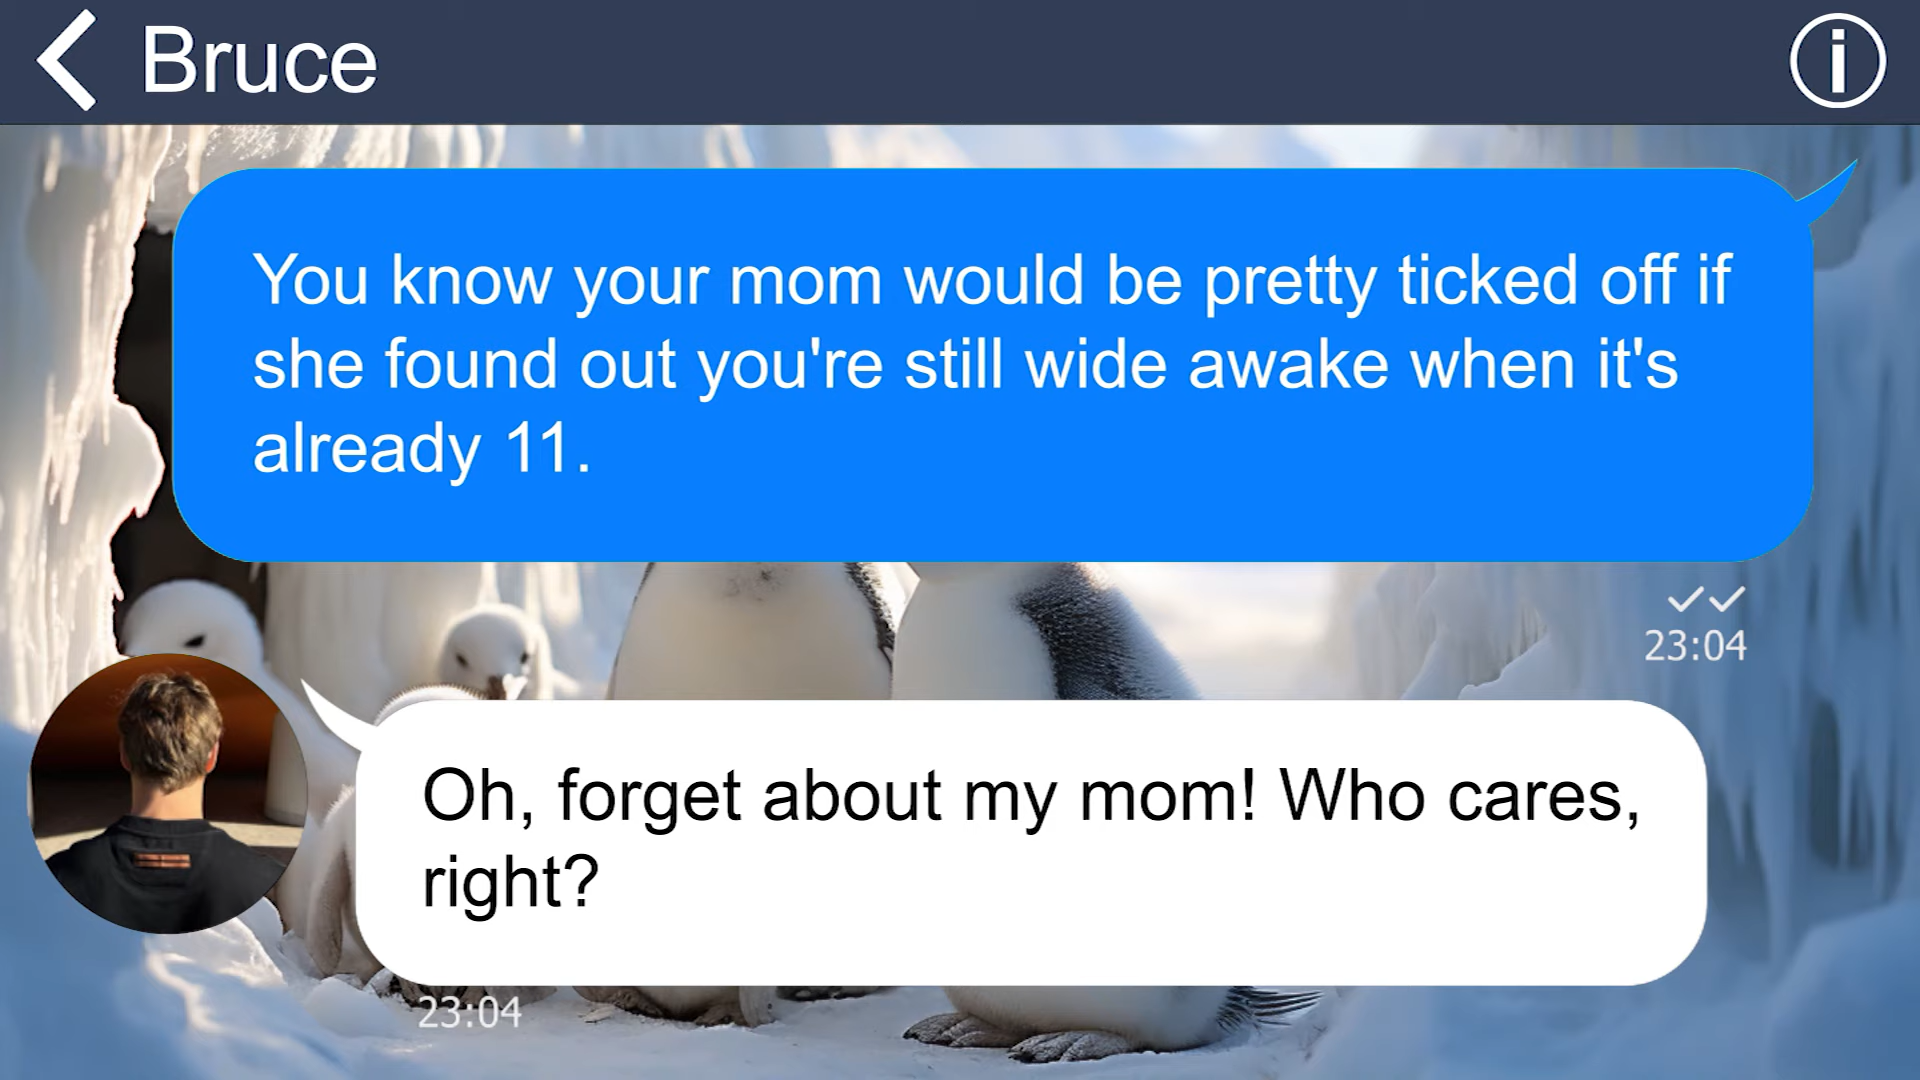 Bruce
You know your mom would be pretty ticked off if
she found out you're still wide awake when it's
already 11.
23:04
Oh, forget about my mom! Who cares,
right?
23:04